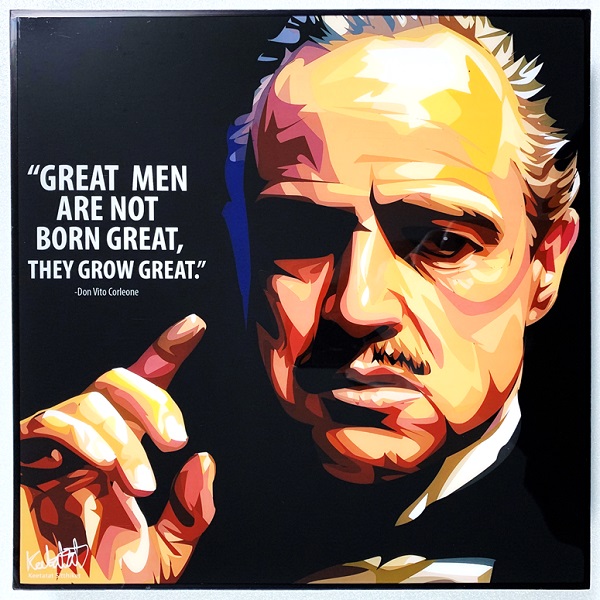 “GREAT MEN
ARE NOT
BORN GREAT,
THEY GROW GREAT.”
-Don Vito Corleone